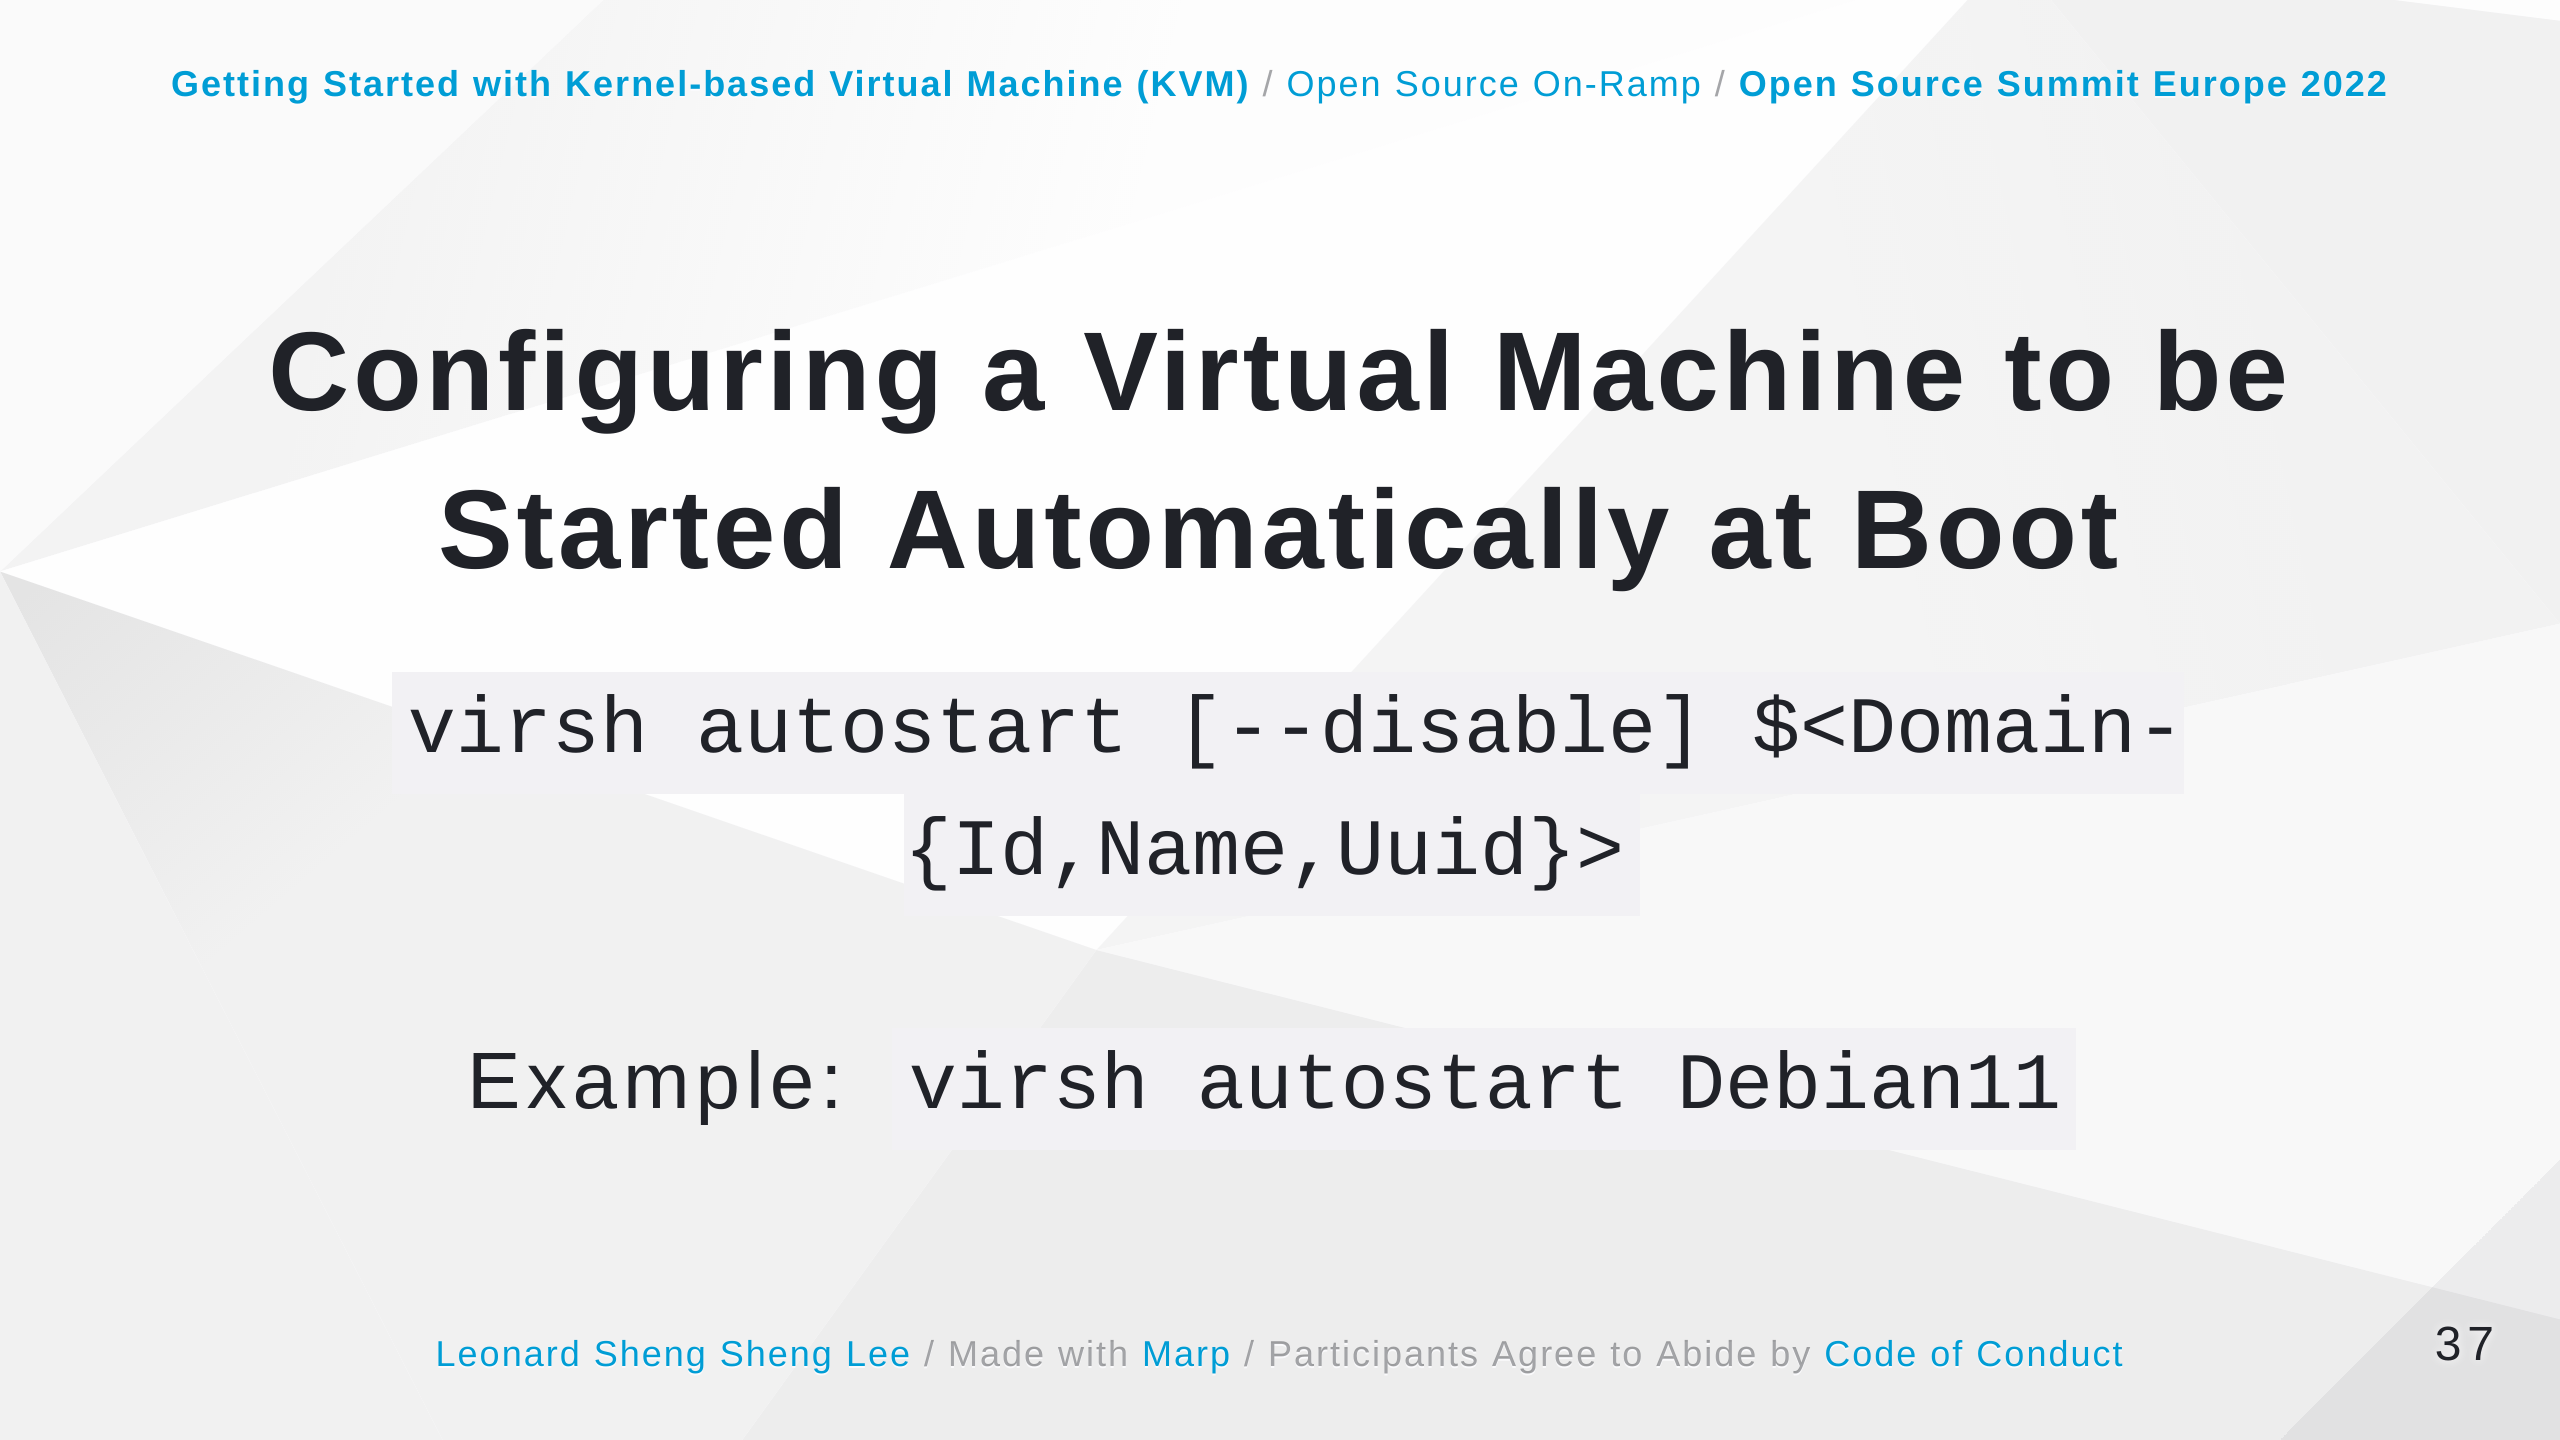 Getting Started with Kernel-based Virtual Machine (KVM) / Open Source On-Ramp / Open Source Summit Europe 2022
Configuring a Virtual Machine to be
Started Automatically at Boot
virsh autostart [--disable] $<Domain-
{Id,Name,Uuid}>
Example: virsh autostart Debian11
Leonard Sheng Sheng Lee / Made with Marp / Participants Agree to Abide by Code of Conduct
37